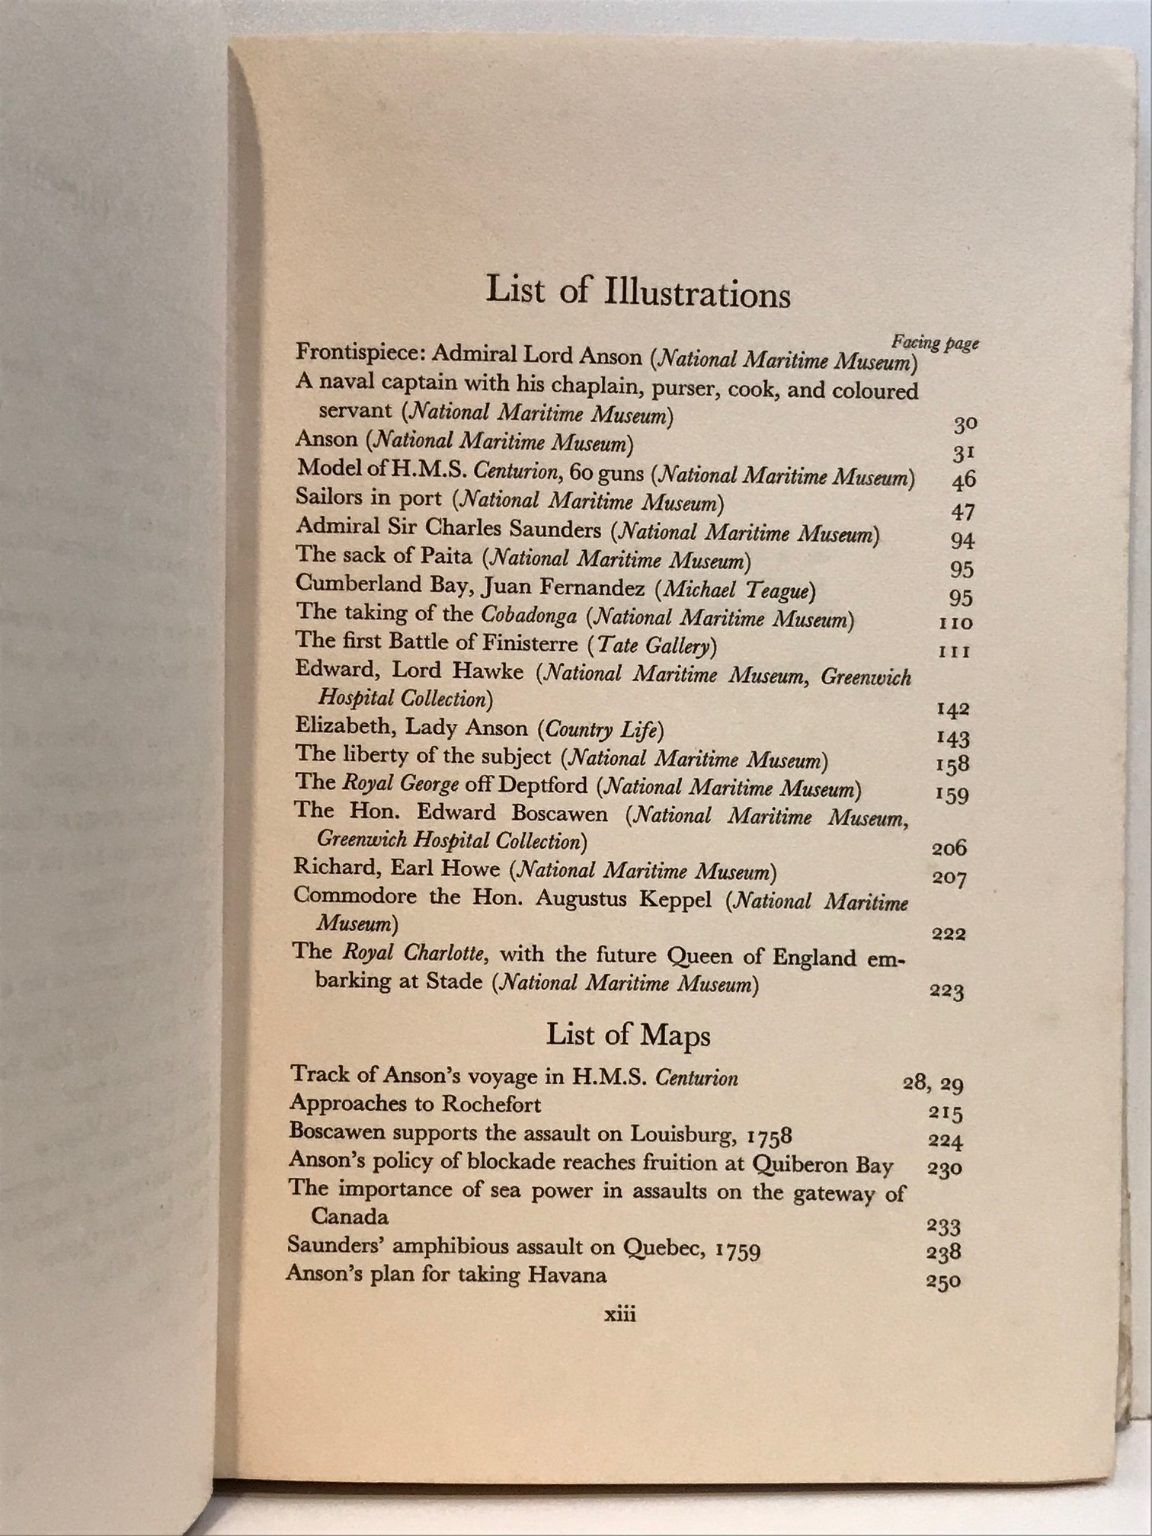 List of Illustrations
Facing page
Frontispiece: Admiral Lord Anson (National Maritime Museum)
A naval captain with his chaplain, purser, cook, and coloured
servant (National Maritime Museum) 30
Anson (National Maritime Museum) 31
Model of H.M.S. Centurion, 60 guns (National Maritime Museum) 46
Sailors in port (National Maritime Museum) 47
Admiral Sir Charles Saunders (National Maritime Museum) 94
The sack of Paita (National Maritime Museum) 95
Cumberland Bay, Juan Fernandez (Michael Teague) 95
The taking of the Cobadonga (National Maritime Museum) 110
The first Battle of Finisterre (Tate Gallery) 111
Edward, Lord Hawke (National Maritime Museum, Greenwich
Hospital Collection) 142
Elizabeth, Lady Anson (Country Life) 143
The liberty of the subject (National Maritime Museum) 158
The Royal George off Deptford (National Maritime Museum) 159
The Hon. Edward Boscawen (National Maritime Museum,
Greenwich Hospital Collection) 206
Richard, Earl Howe (National Maritime Museum) 207
Commodore the Hon. Augustus Keppel (National Maritime
Museum) 222
The Royal Charlotte, with the future Queen of England em-
barking at Stade (National Maritime Museum) 223
List of Maps
Track of Anson's voyage in H.M.S. Centurion 28, 29
Approaches to Rochefort 215
Boscawen supports the assault on Louisburg, 1758 224
Anson's policy of blockade reaches fruition at Quiberon Bay 230
The importance of sea power in assaults on the gateway of
Canada 233
Saunders' amphibious assault on Quebec, 1759 238
Anson's plan for taking Havana 250
xiii